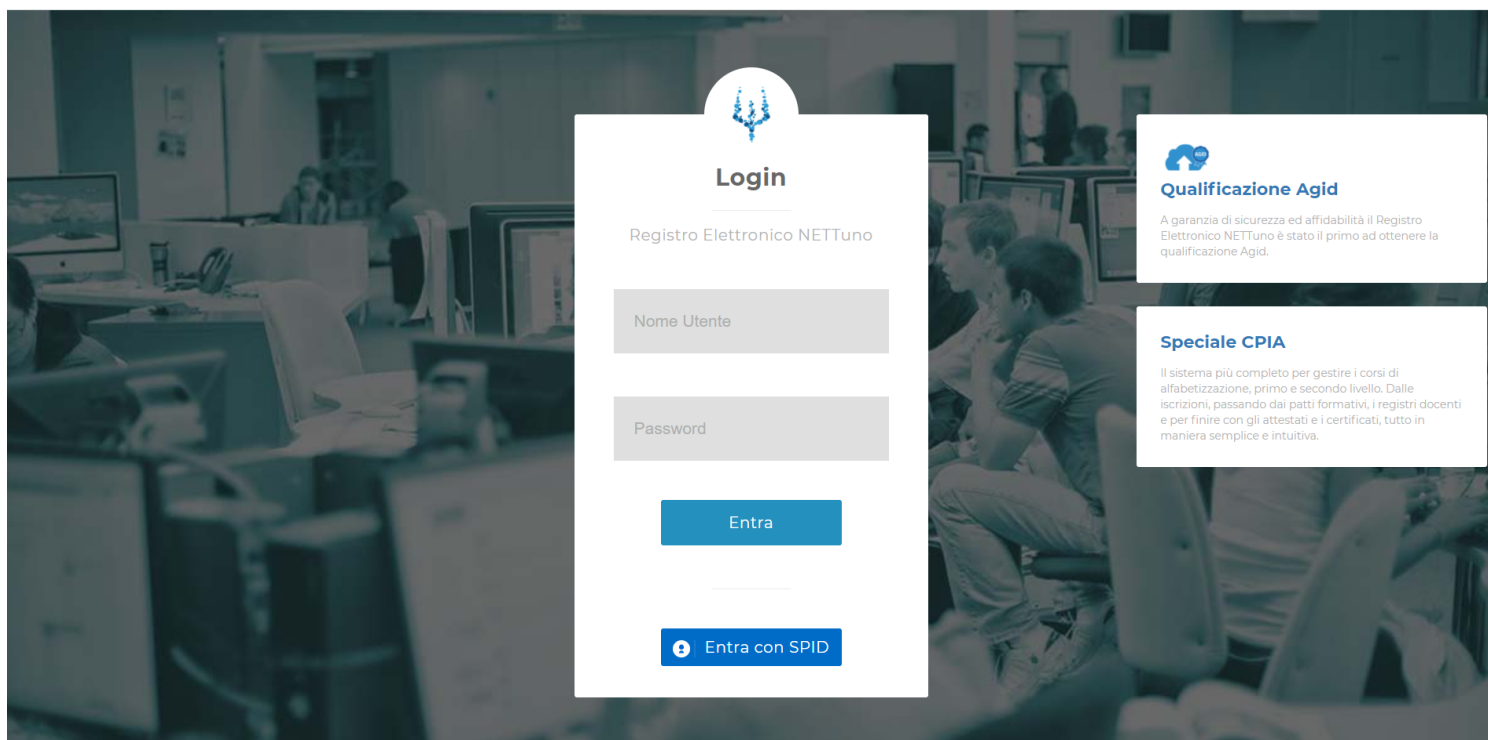 Login
Registro Elettronico NETTuno
Nome Utente
Password
Entra
Entra con SPID
AGID
Qualificazione Agid
A garanzia di sicurezza ed affidabilità il Registro
Elettronico NETTuno è stato il primo ad ottenere la
qualificazione Agid.
Speciale CPIA
Il sistema più completo per gestire i corsi di
alfabetizzazione, primo e secondo livello. Dalle
iscrizioni, passando dai patti formativi, i registri docenti
e per finire con gli attestati e i certificati, tutto in
maniera semplice e intuitiva.